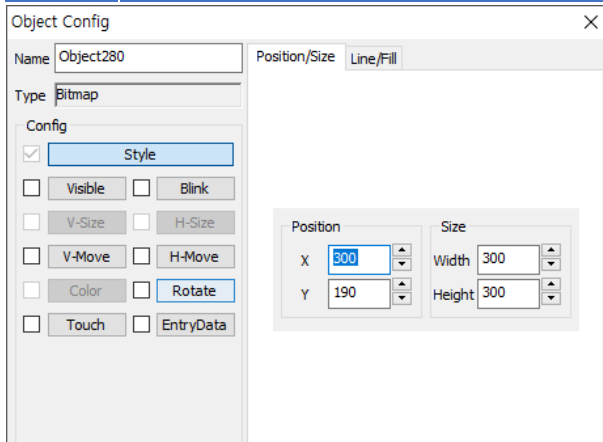 Object Config
Name Object280
Type Bitmap
Config
Style
Visible Blink
V-Size H-Size
V-Move H-Move
Color Rotate
Touch EntryData
Position/Size Line/Fill
Position
X 300
Y 190
Size
Width 300
Height 300